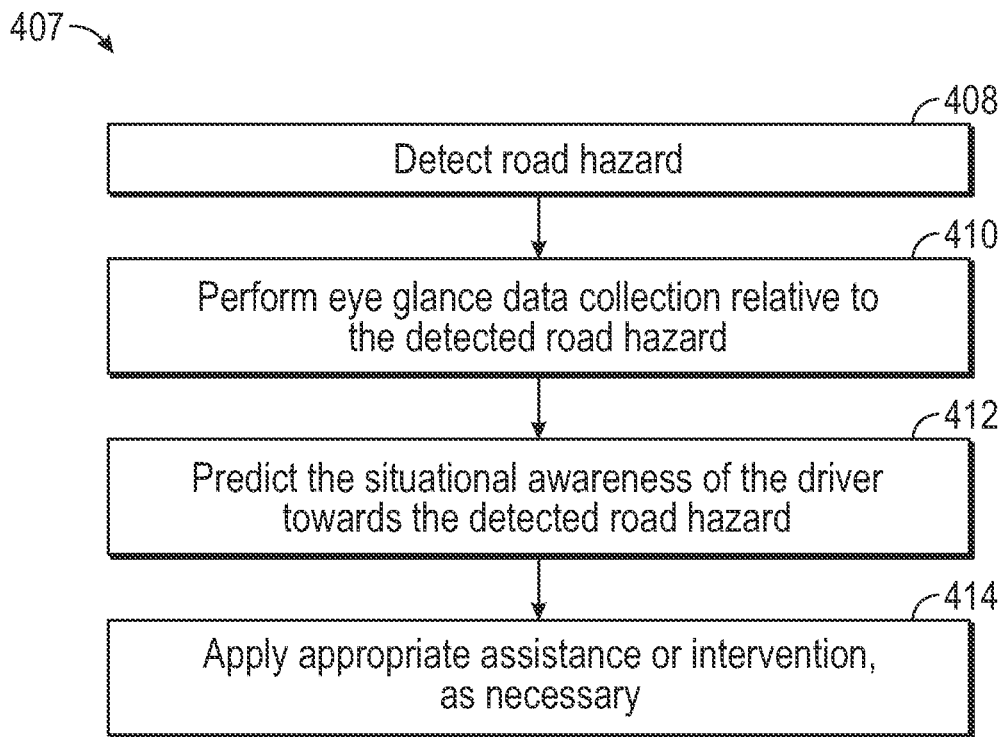 407
408
Detect road hazard
410
Perform eye glance data collection relative to
the detected road hazard
412
Predict the situational awareness of the driver
towards the detected road hazard
414
Apply appropriate assistance or intervention,
as necessary